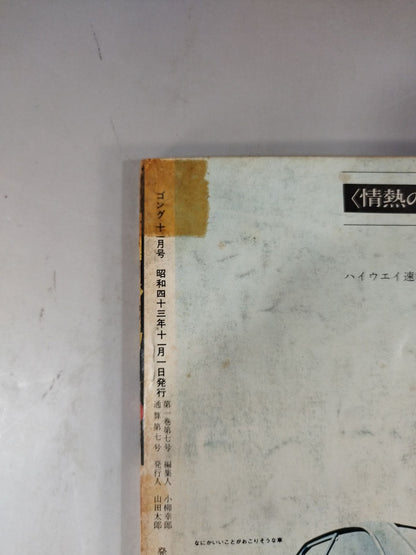 〈情熱の
ハイウエイ速
ゴング 十一月号 昭和四十三年十一月一日発行
第一巻第七号 編集人 小柳幸郎
通算第七号 発行人 山田太郎
発
なにかいいことがおこりそうな車